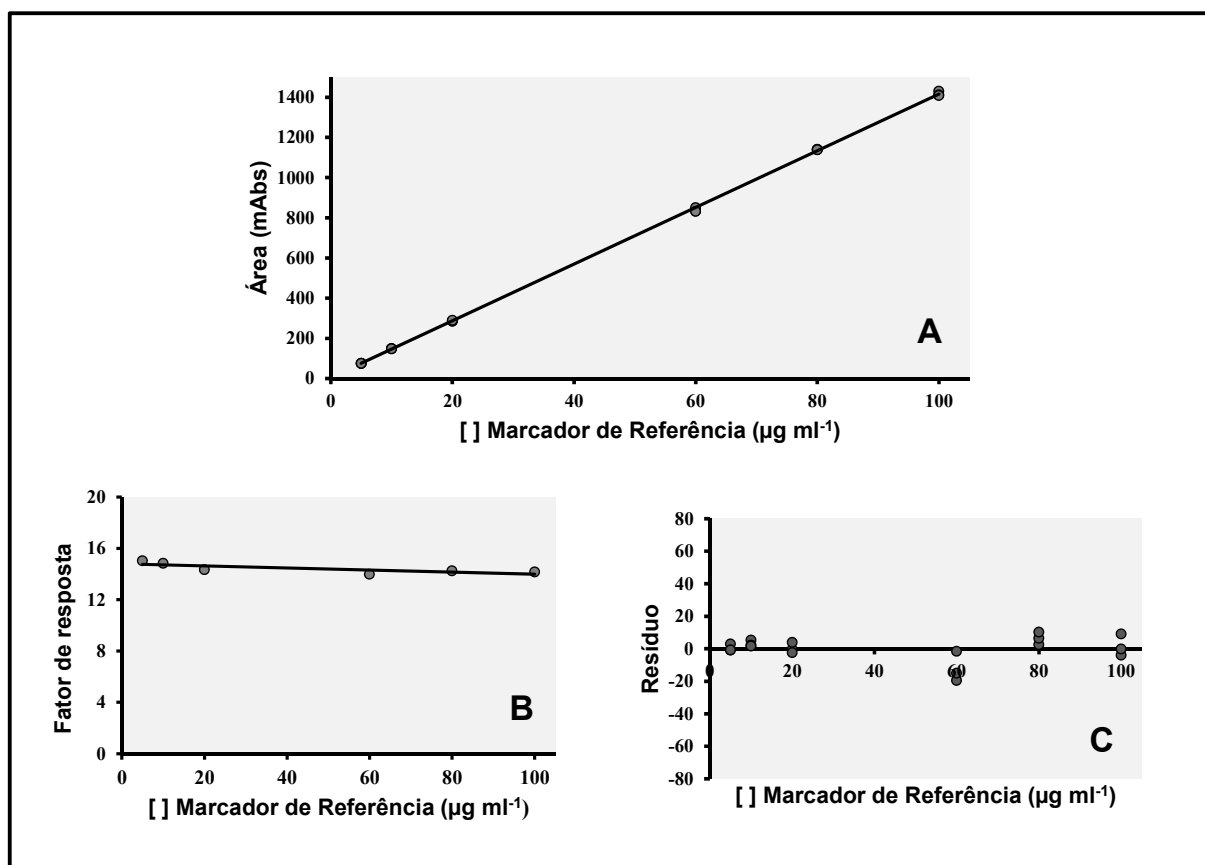 1400
1200
1000
800
600
400
200
0
Área (mAbs)
A
0 20 40 60 80 100
[ ] Marcador de Referência (µg ml-1)
20
16
12
8
4
0
Fator de resposta
B
0 20 40 60 80 100
[ ] Marcador de Referência (µg ml-1)
80
60
40
20
0
-20
-40
-60
-80
Resíduo
0 20 40 60 80 100
C
[ ] Marcador de Referência (µg ml-1)